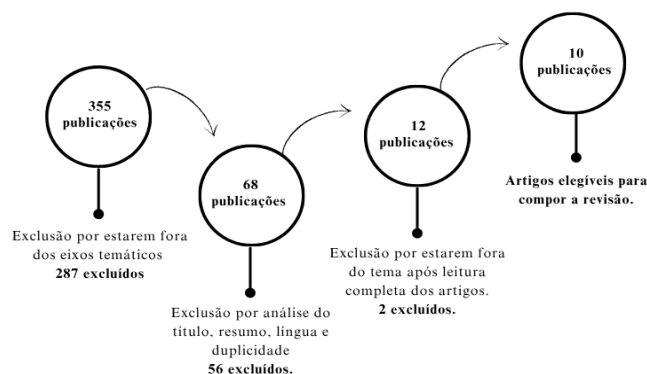 355
publicações
Exclusão por estarem fora
dos eixos temáticos
287 excluídos
68
publicações
Exclusão por análise do
título, resumo, língua e
duplicidade
56 excluídos.
12
publicações
Exclusão por estarem fora
do tema após leitura
completa dos artigos.
2 excluídos.
10
publicações
Artigos elegíveis para
compor a revisão.